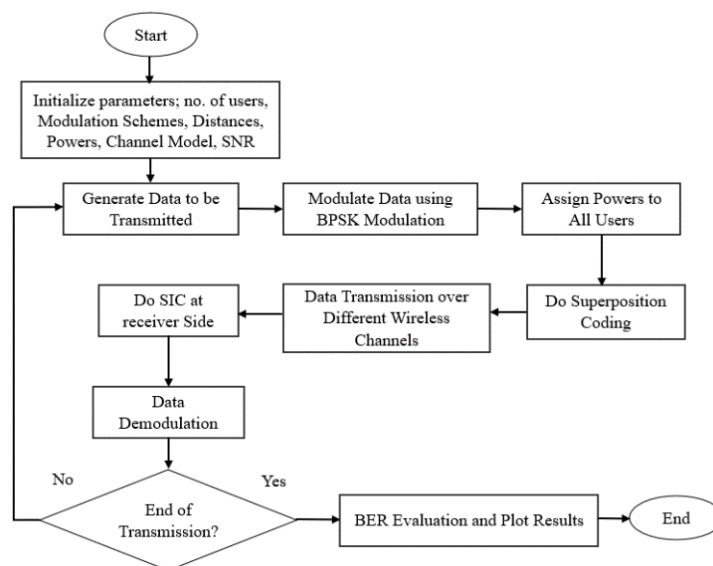 Start
Initialize parameters; no. of users,
Modulation Schemes, Distances,
Powers, Channel Model, SNR
Generate Data to be
Transmitted
Modulate Data using
BPSK Modulation
Assign Powers to
All Users
Do Superposition
Coding
Data Transmission over
Different Wireless
Channels
Do SIC at
receiver Side
Data
Demodulation
No
Yes
End of
Transmission?
BER Evaluation and Plot Results
End